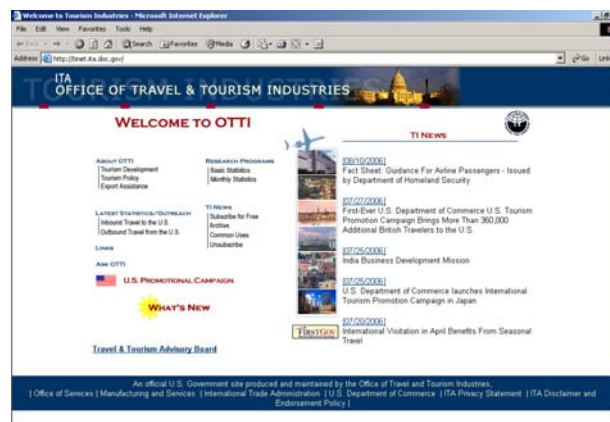 Welcome to Tourism Industries - Microsoft Internet Explorer
File Edit View Favorites Tools Help
Back Search Favorites Media
Address http://tinet.ita.doc.gov/ Go Links
TOURISM INDUSTRIES
ITA
OFFICE OF TRAVEL & TOURISM INDUSTRIES
WELCOME TO OTTI
ABOUT OTTI
Tourism Development
Tourism Policy
Export Assistance
RESEARCH PROGRAMS
Basic Statistics
Monthly Statistics
LATEST STATISTICS/OUTREACH
Inbound Travel to the U.S.
Outbound Travel from the U.S.
TI NEWS
Subscribe for Free
Archive
Common Uses
Unsubscribe
LINKS
ASK OTTI
U.S. PROMOTIONAL CAMPAIGN
WHAT'S NEW
Travel & Tourism Advisory Board
TI NEWS
[08/10/2006]
Fact Sheet: Guidance For Airline Passengers - Issued
by Department of Homeland Security
[07/27/2006]
First-Ever U.S. Department of Commerce U.S. Tourism
Promotion Campaign Brings More Than 360,000
Additional British Travelers to the U.S.
[07/25/2006]
India Business Development Mission
[07/25/2006]
U.S. Department of Commerce launches International
Tourism Promotion Campaign in Japan
[07/20/2006]
International Visitation in April Benefits From Seasonal
Travel
FIRSTGOV
An official U.S. Government site produced and maintained by the Office of Travel and Tourism Industries,
| Office of Services | Manufacturing and Services | International Trade Administration | U.S. Department of Commerce | ITA Privacy Statement | ITA Disclaimer and
Endorsement Policy |